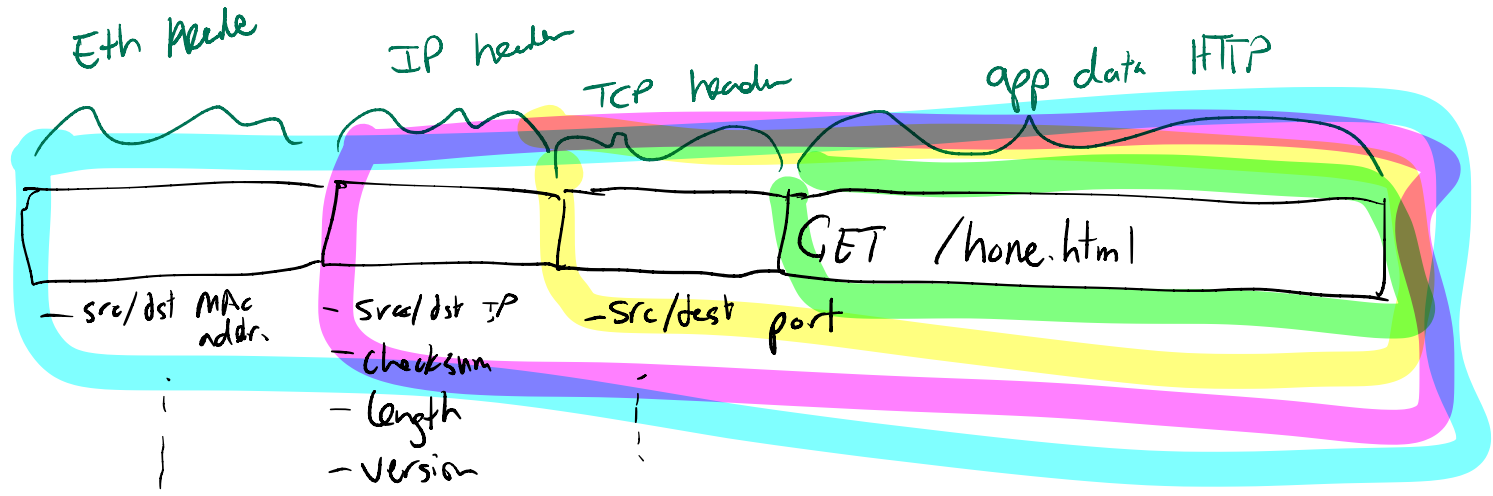 Eth
IP header
TCP header
app data HTTP
GET /home.html
- src/dst MAC
addr.
- src/dst IP
- checksum
- length
- version
- src/dest port